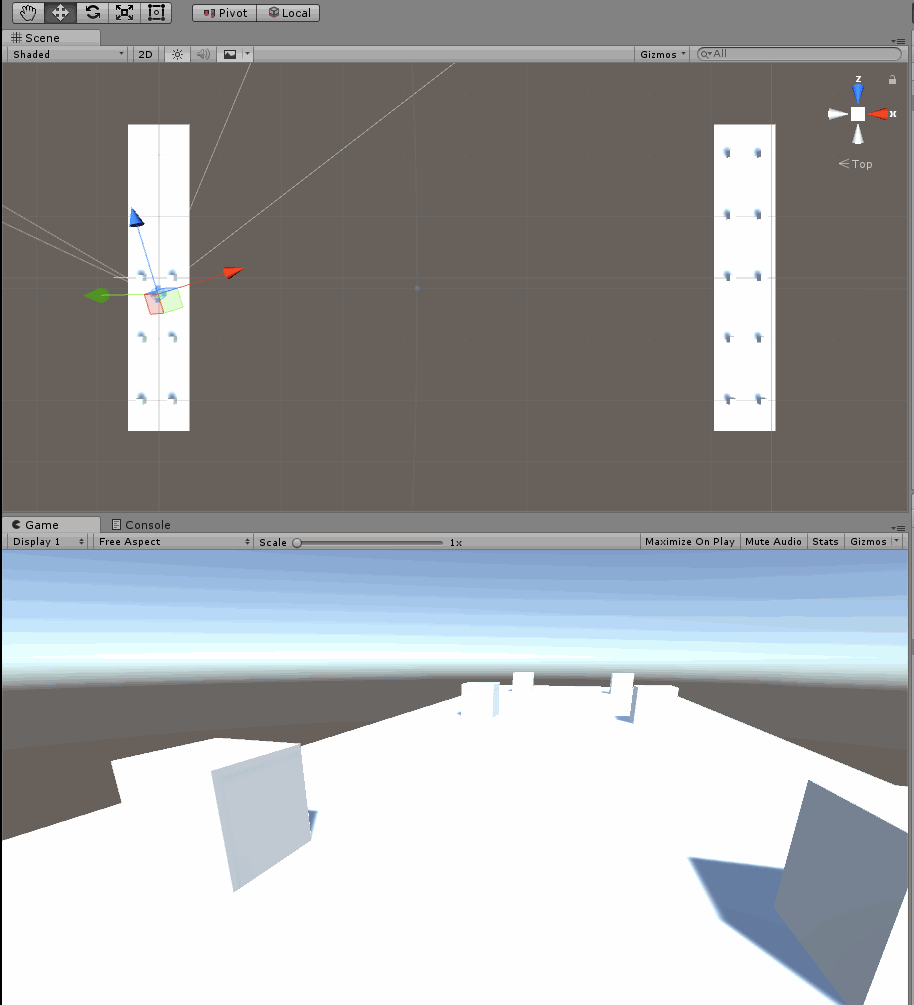 Pivot Local
Scene
Shaded 2D Gizmos All
z
x
Top
Game Console
Display 1 Free Aspect Scale 1x Maximize On Play Mute Audio Stats Gizmos